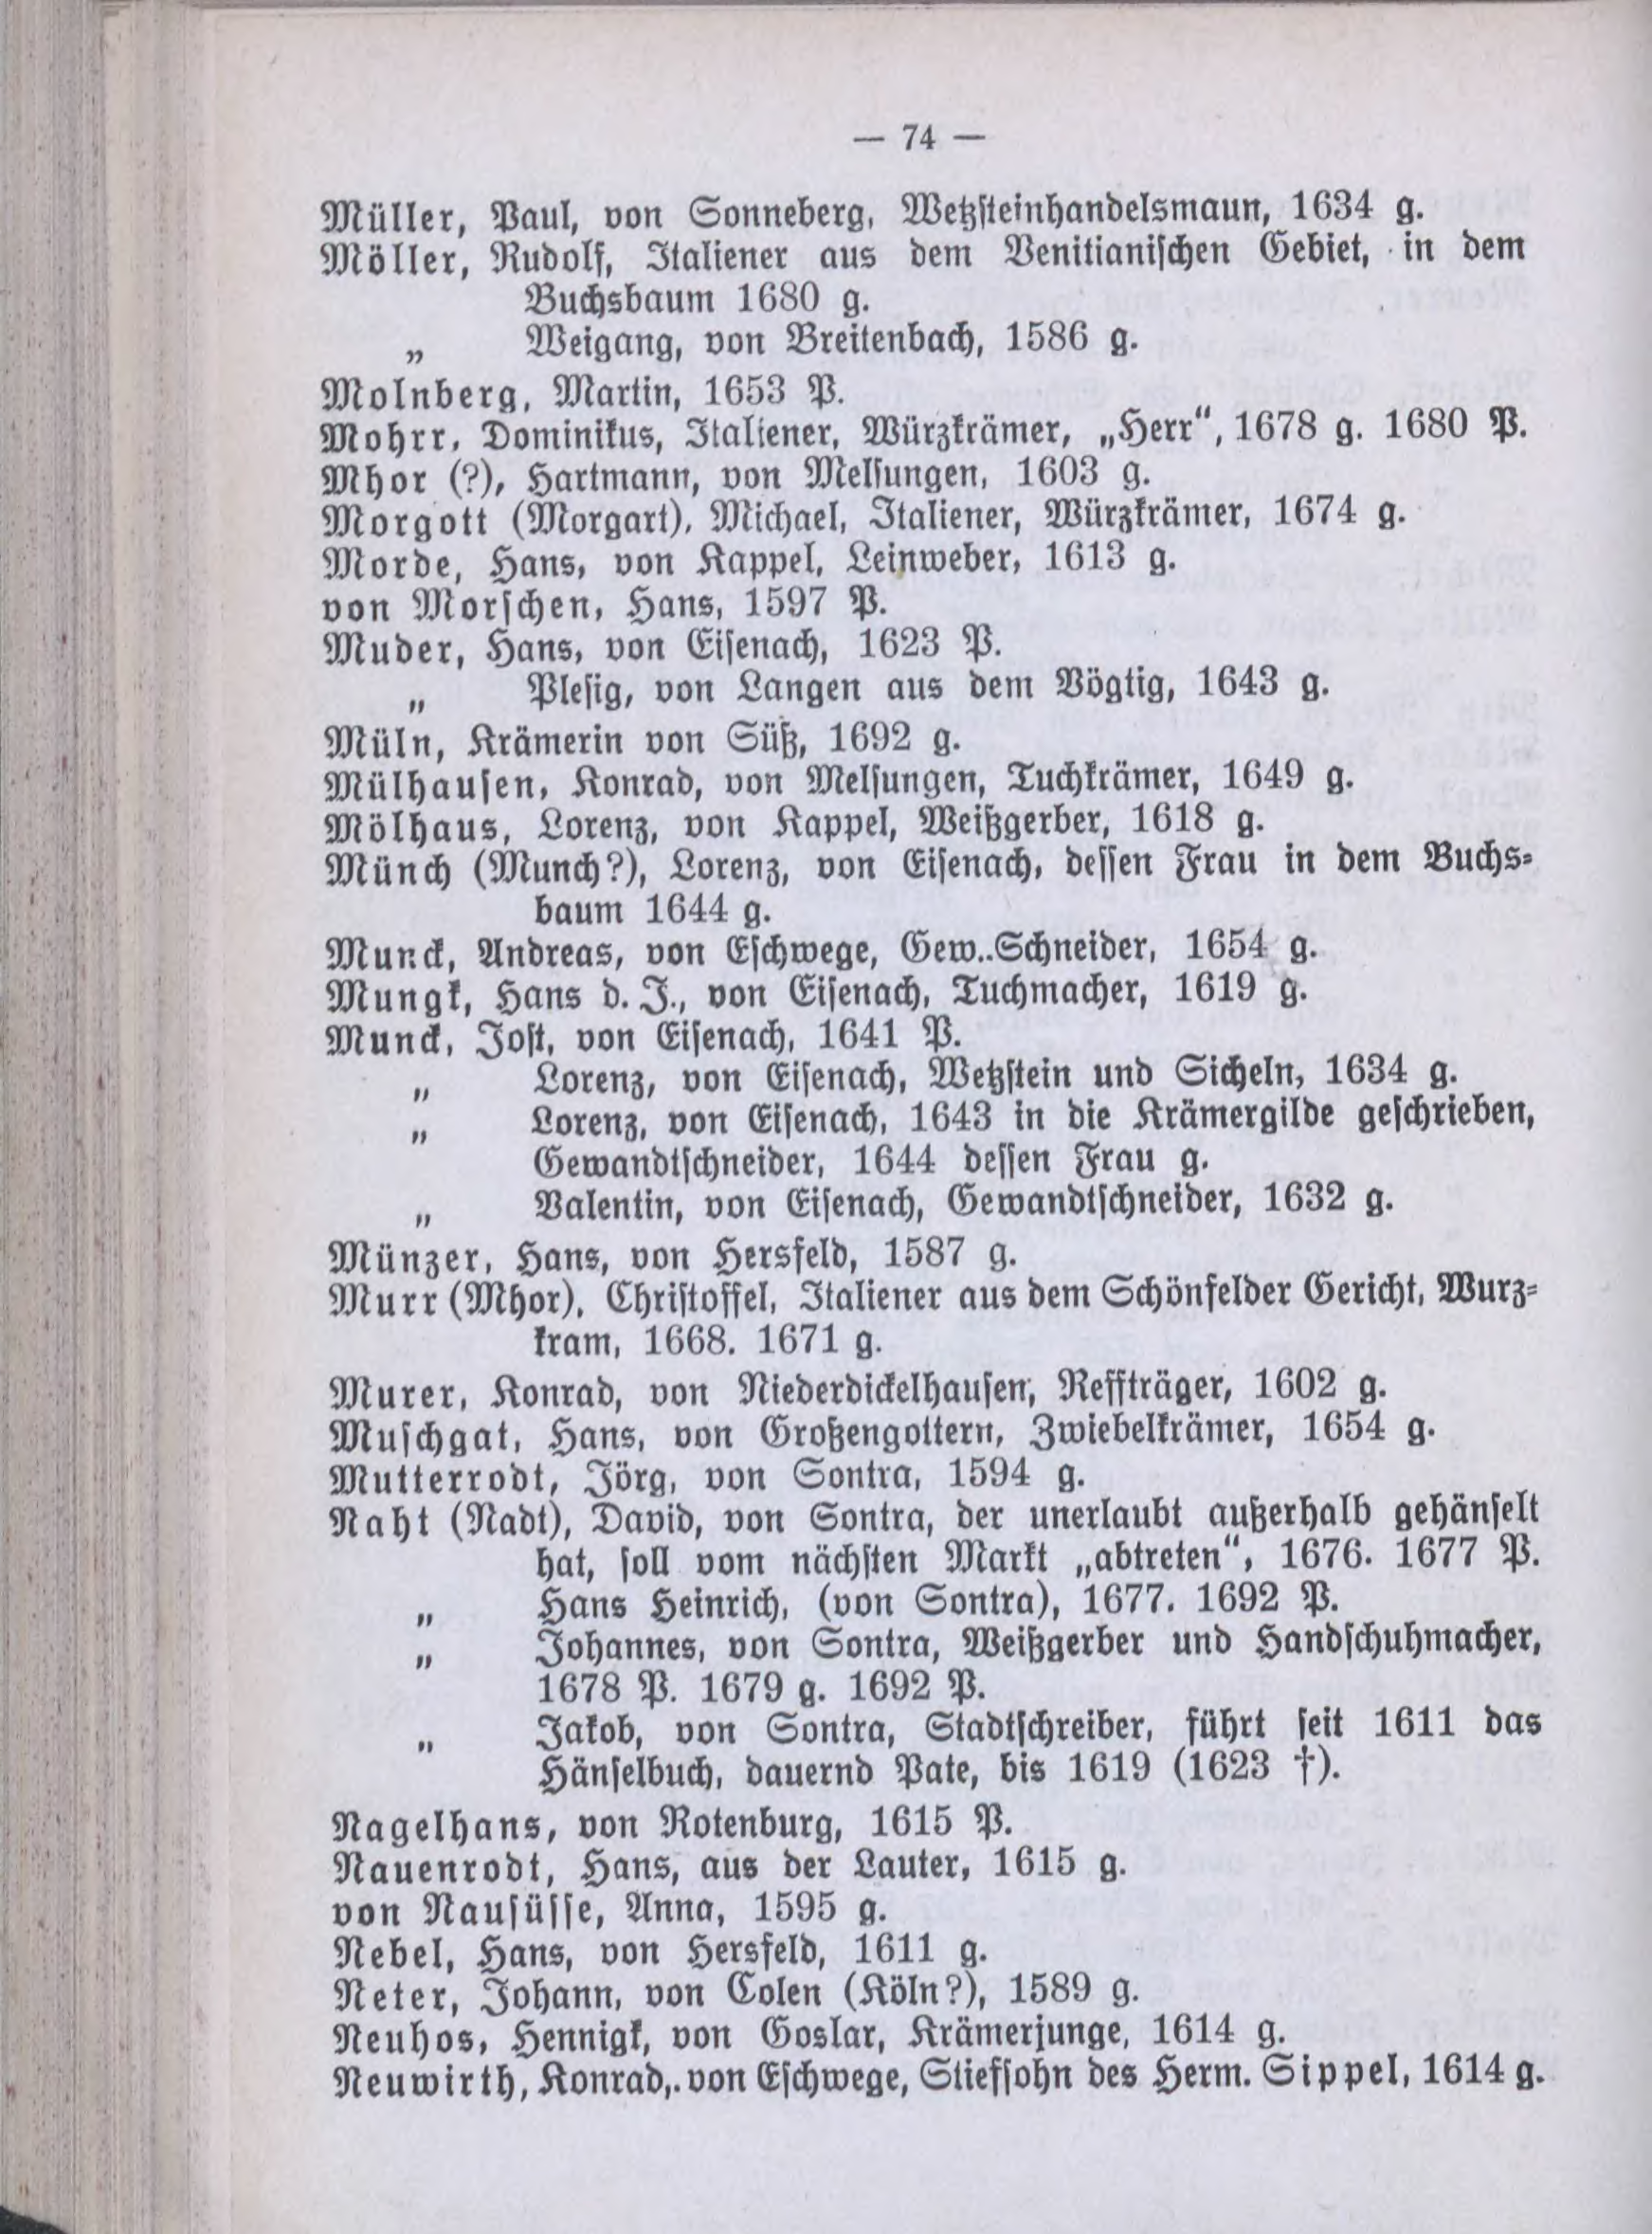 — 74 —
Müller, Paul, von Sonneberg, Wetzsteinhandelsmaun, 1634 g.
Möller, Rudolf, Italiener aus dem Venitianischen Gebiet, in dem
Buchsbaum 1680 g.
„ Weigang, von Breitenbach, 1586 g.
Molnberg, Martin, 1653 P.
Mohrr, Dominikus, Italiener, Würzkrämer, „Herr“, 1678 g. 1680 P.
Mhor (?), Hartmann, von Melsungen, 1603 g.
Morgott (Morgart), Michael, Italiener, Würzkrämer, 1674 g.
Morde, Hans, von Kappel, Leinweber, 1613 g.
von Morschen, Hans, 1597 P.
Muder, Hans, von Eisenach, 1623 P.
„ Plesig, von Langen aus dem Vögtig, 1643 g.
Müln, Krämerin von Süß, 1692 g.
Mülhausen, Konrad, von Melsungen, Tuchkrämer, 1649 g.
Mölhaus, Lorenz, von Kappel, Weißgerber, 1618 g.
Münch (Munch?), Lorenz, von Eisenach, dessen Frau in dem Buchs-
baum 1644 g.
Munck, Andreas, von Eschwege, Gew..Schneider, 1654 g.
Mungk, Hans d. J., von Eisenach, Tuchmacher, 1619 g.
Munck, Jost, von Eisenach, 1641 P.
„ Lorenz, von Eisenach, Wetzstein und Sicheln, 1634 g.
„ Lorenz, von Eisenach, 1643 in die Krämergilde geschrieben,
Gewandtschneider, 1644 dessen Frau g.
„ Valentin, von Eisenach, Gewandtschneider, 1632 g.
Münzer, Hans, von Hersfeld, 1587 g.
Murr (Mhor), Christoffel, Italiener aus dem Schönfelder Gericht, Wurz-
kram, 1668. 1671 g.
Murer, Konrad, von Niederdickelhausen, Reffträger, 1602 g.
Muschgat, Hans, von Großengottern, Zwiebelkrämer, 1654 g.
Mutterrodt, Jörg, von Sontra, 1594 g.
Naht (Nadt), David, von Sontra, der unerlaubt außerhalb gehänselt
hat, soll vom nächsten Markt „abtreten“, 1676. 1677 P.
„ Hans Heinrich, (von Sontra), 1677. 1692 P.
„ Johannes, von Sontra, Weißgerber und Handschuhmacher,
1678 P. 1679 g. 1692 P.
„ Jakob, von Sontra, Stadtschreiber, führt seit 1611 das
Hänselbuch, dauernd Pate, bis 1619 (1623 †).
Nagelhans, von Rotenburg, 1615 P.
Nauenrodt, Hans, aus der Lauter, 1615 g.
von Nausüsse, Anna, 1595 g.
Nebel, Hans, von Hersfeld, 1611 g.
Neter, Johann, von Colen (Köln?), 1589 g.
Neuhos, Hennigk, von Goslar, Krämerjunge, 1614 g.
Neuwirth, Konrad,. von Eschwege, Stiefsohn des Herm. Sippel, 1614 g.